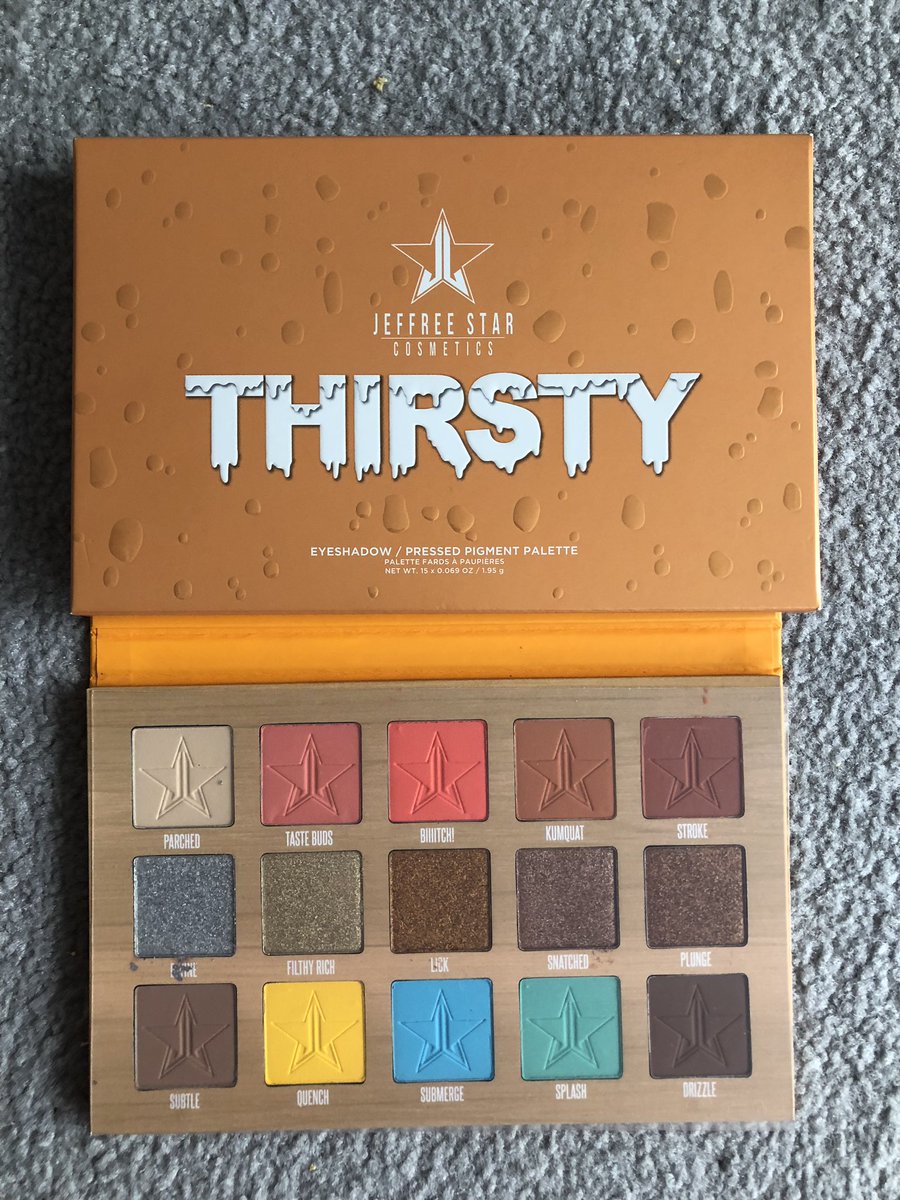 JEFFREE STAR
COSMETICS
THIRSTY
EYESHADOW / PRESSED PIGMENT PALETTE
PALETTE FARDS À PAUPIÈRES
NET WT. 15 x 0.069 OZ / 1.95 g
PARCHED TASTE BUDS BIIIITCH! KUMQUAT STROKE
FILTHY RICH LICK SNATCHED PLUNGE
SUBTLE QUENCH SUBMERGE SPLASH DRIZZLE